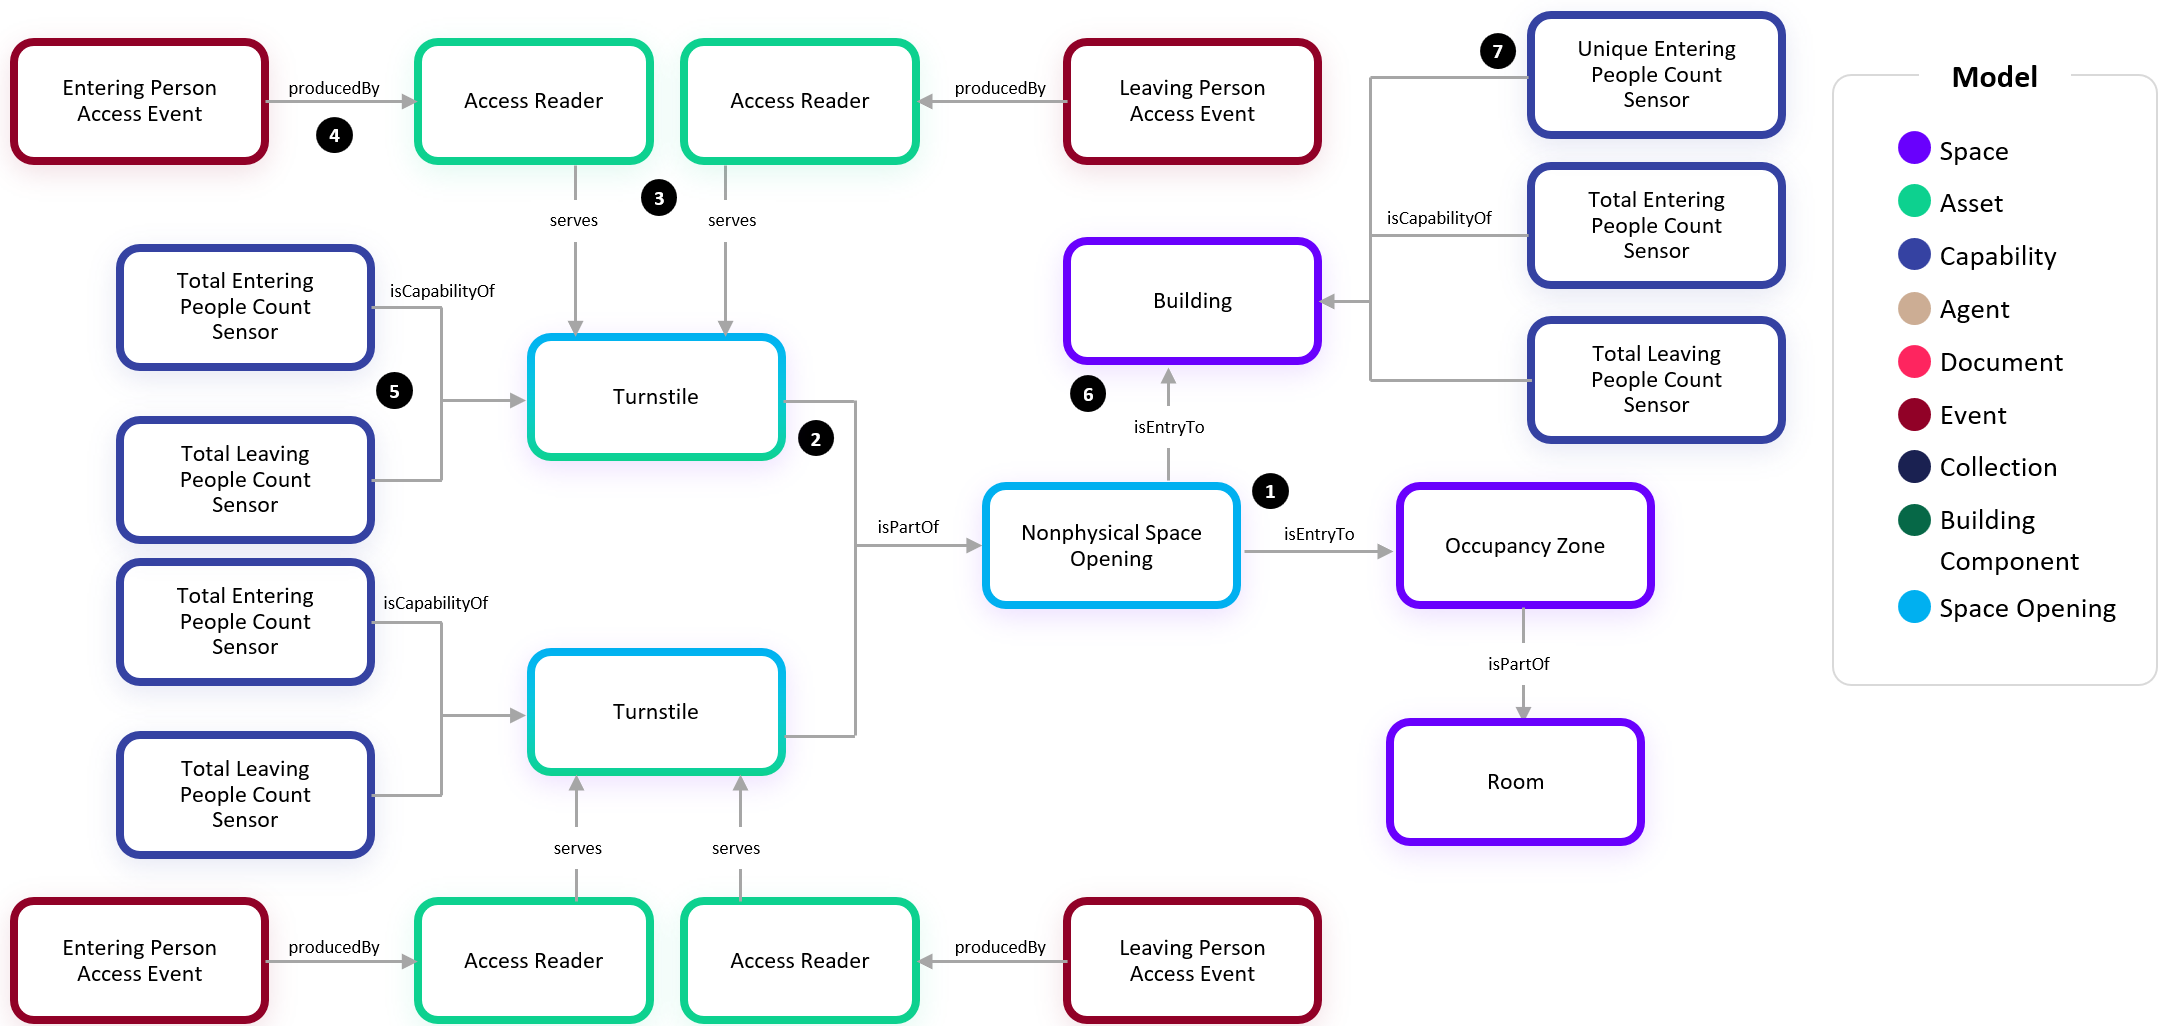 Entering Person
Access Event
producedBy
4
Access Reader
Access Reader
producedBy
Leaving Person
Access Event
7
Unique Entering
People Count
Sensor
serves
3
serves
Total Entering
People Count
Sensor
isCapabilityOf
Building
isCapabilityOf
Total Entering
People Count
Sensor
5
Turnstile
2
6
isEntryTo
Total Leaving
People Count
Sensor
Total Leaving
People Count
Sensor
isPartOf
Nonphysical Space
Opening
1
isEntryTo
Occupancy Zone
Total Entering
People Count
Sensor
isCapabilityOf
Turnstile
isPartOf
Room
Total Leaving
People Count
Sensor
serves
serves
Entering Person
Access Event
producedBy
Access Reader
Access Reader
producedBy
Leaving Person
Access Event
Model
Space
Asset
Capability
Agent
Document
Event
Collection
Building
Component
Space Opening